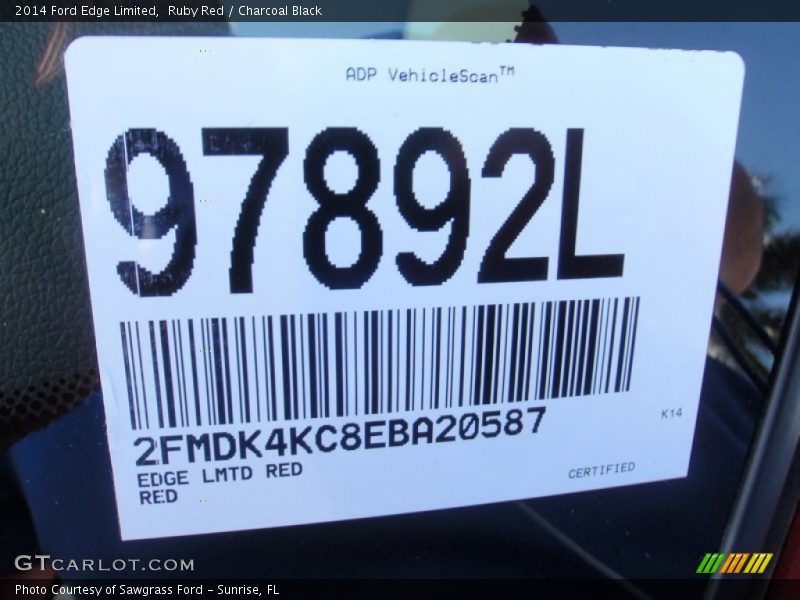 2014 Ford Edge Limited,  Ruby Red / Charcoal Black
ADP VehicleScan™
97892L
2FMDK4KC8EBA20587
K14
EDGE LMTD RED
CERTIFIED
RED
GTCARLOT.COM
Photo Courtesy of Sawgrass Ford – Sunrise, FL